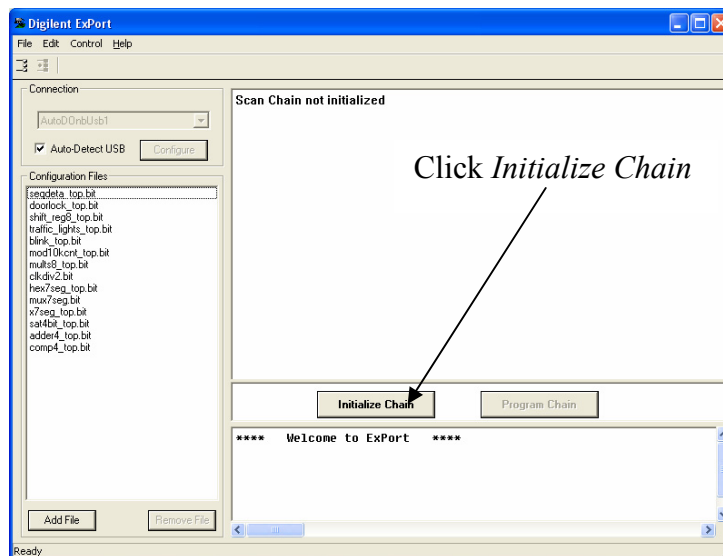 Digilent ExPort
File Edit Control Help
Connection
AutoDOnbUsb1
Auto-Detect USB
Configure
Configuration Files
seqdeta_top.bit
doorlock_top.bit
shift_reg8_top.bit
traffic_lights_top.bit
blink_top.bit
mod10kcnt_top.bit
mults8_top.bit
clkdiv2.bit
hex7seg_top.bit
mux7seg.bit
x7seg_top.bit
sat4bit_top.bit
adder4_top.bit
comp4_top.bit
Add File
Remove File
Scan Chain not initialized
Click Initialize Chain
Initialize Chain
Program Chain
**** Welcome to ExPort ****
Ready